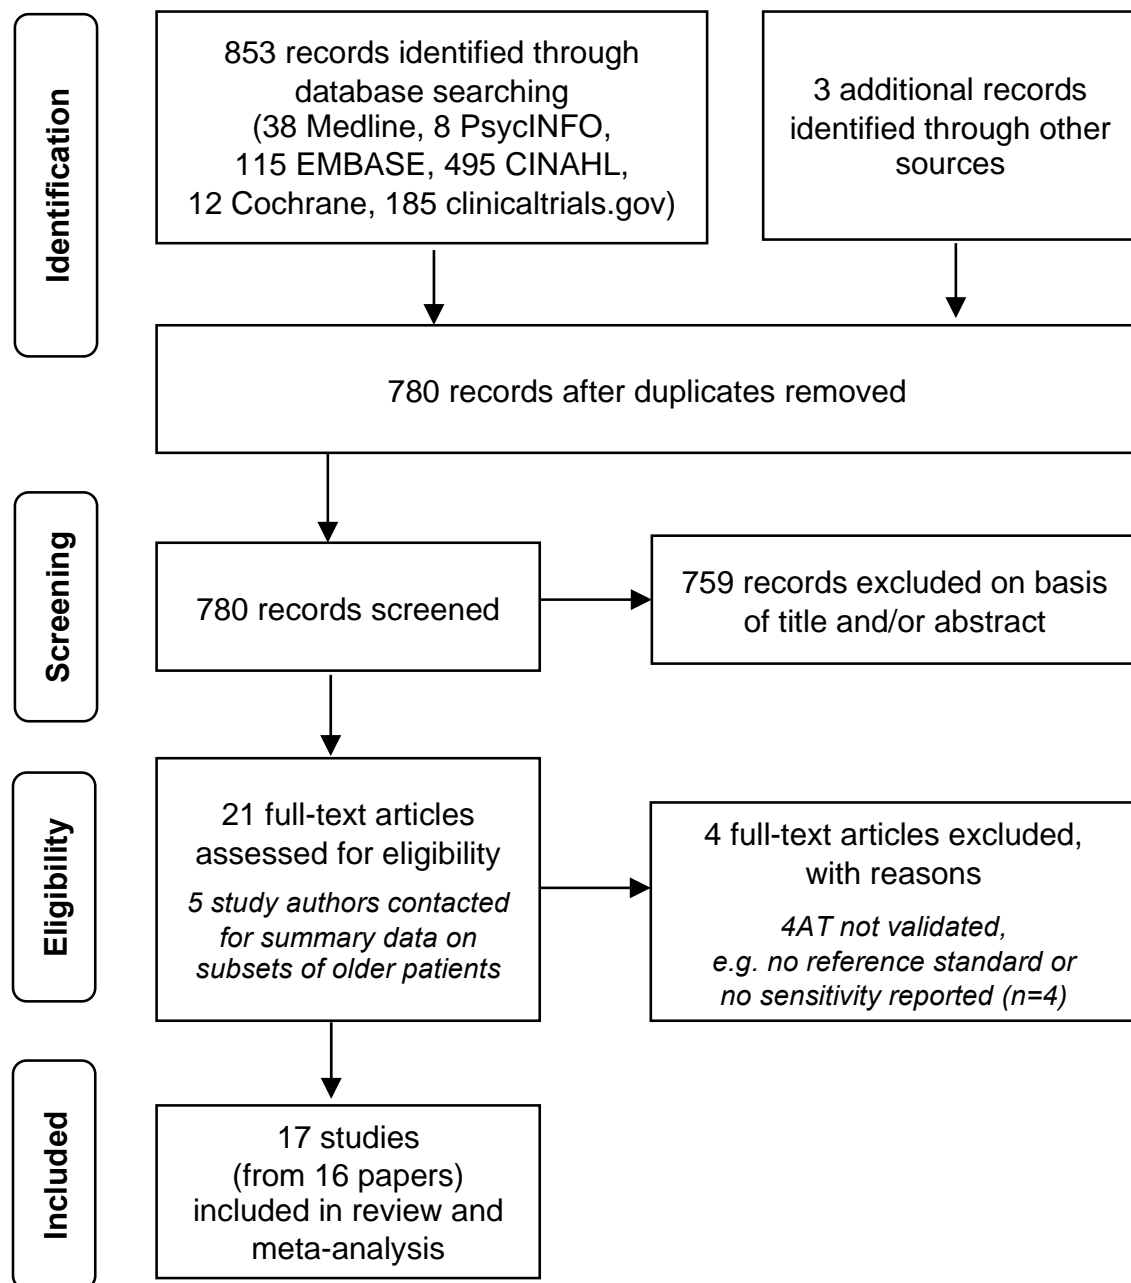 Identification
853 records identified through
database searching
(38 Medline, 8 PsycINFO,
115 EMBASE, 495 CINAHL,
12 Cochrane, 185 clinicaltrials.gov)
3 additional records
identified through other
sources
780 records after duplicates removed
Screening
780 records screened
759 records excluded on basis
of title and/or abstract
Eligibility
21 full-text articles
assessed for eligibility
5 study authors contacted
for summary data on
subsets of older patients
4 full-text articles excluded,
with reasons
4AT not validated,
e.g. no reference standard or
no sensitivity reported (n=4)
Included
17 studies
(from 16 papers)
included in review and
meta-analysis